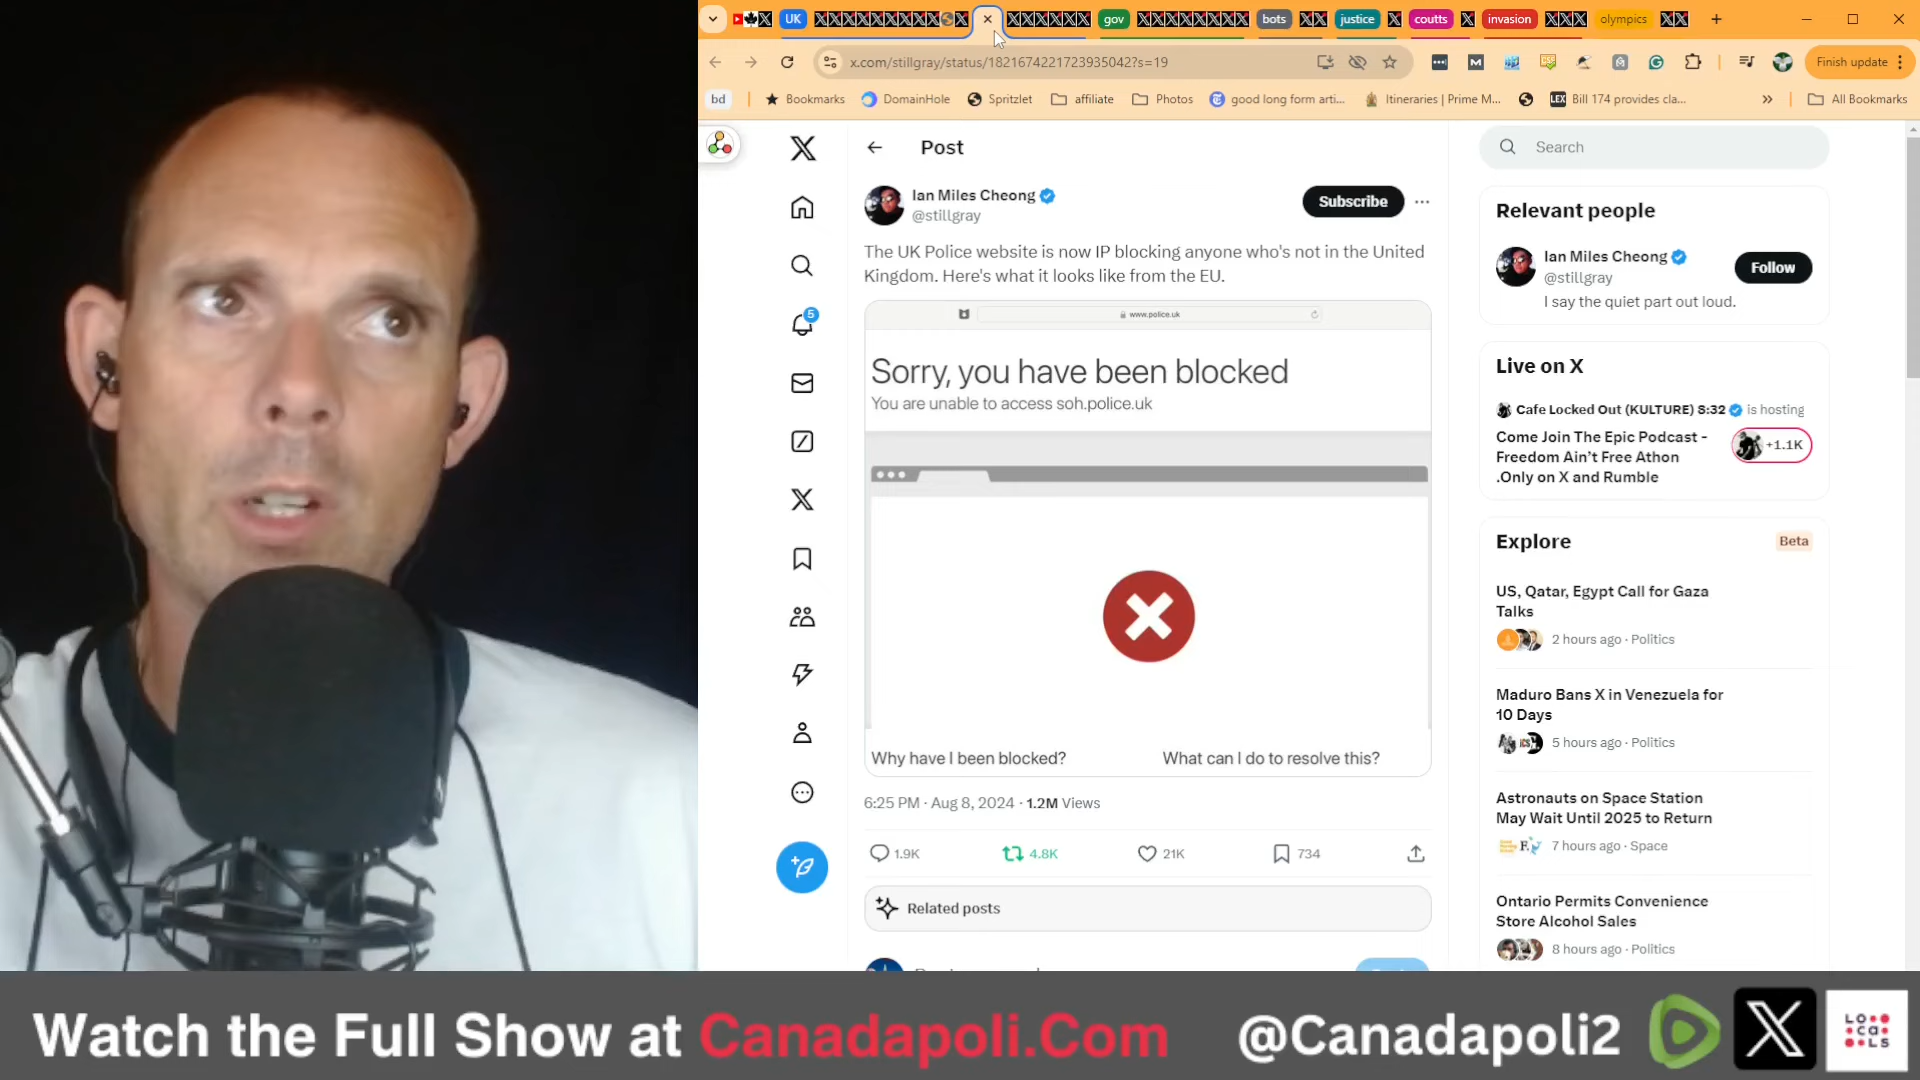 UK
gov
bots
justice
coutts
invasion
olympics
x.com/stillgray/status/1821674221723935042?s=19
Finish update
bd
Bookmarks
DomainHole
Spritzlet
affiliate
Photos
good long form arti...
Itineraries | Prime M...
LEX
Bill 174 provides cla...
All Bookmarks
Post
Search
Ian Miles Cheong
@stillgray
Subscribe
The UK Police website is now IP blocking anyone who's not in the United
Kingdom. Here's what it looks like from the EU.
www.police.uk
Sorry, you have been blocked
You are unable to access soh.police.uk
Why have I been blocked?
What can I do to resolve this?
6:25 PM · Aug 8, 2024 · 1.2M Views
1.9K
4.8K
21K
734
Related posts
5
Relevant people
Ian Miles Cheong
@stillgray
Follow
I say the quiet part out loud.
Live on X
Cafe Locked Out (KULTURE) 8:32 is hosting
Come Join The Epic Podcast -
Freedom Ain't Free Athon
.Only on X and Rumble
+1.1K
Explore
Beta
US, Qatar, Egypt Call for Gaza
Talks
2 hours ago · Politics
Maduro Bans X in Venezuela for
10 Days
5 hours ago · Politics
Astronauts on Space Station
May Wait Until 2025 to Return
7 hours ago · Space
Ontario Permits Convenience
Store Alcohol Sales
8 hours ago · Politics
Watch the Full Show at Canadapoli.Com
@Canadapoli2
LO
ca
LS